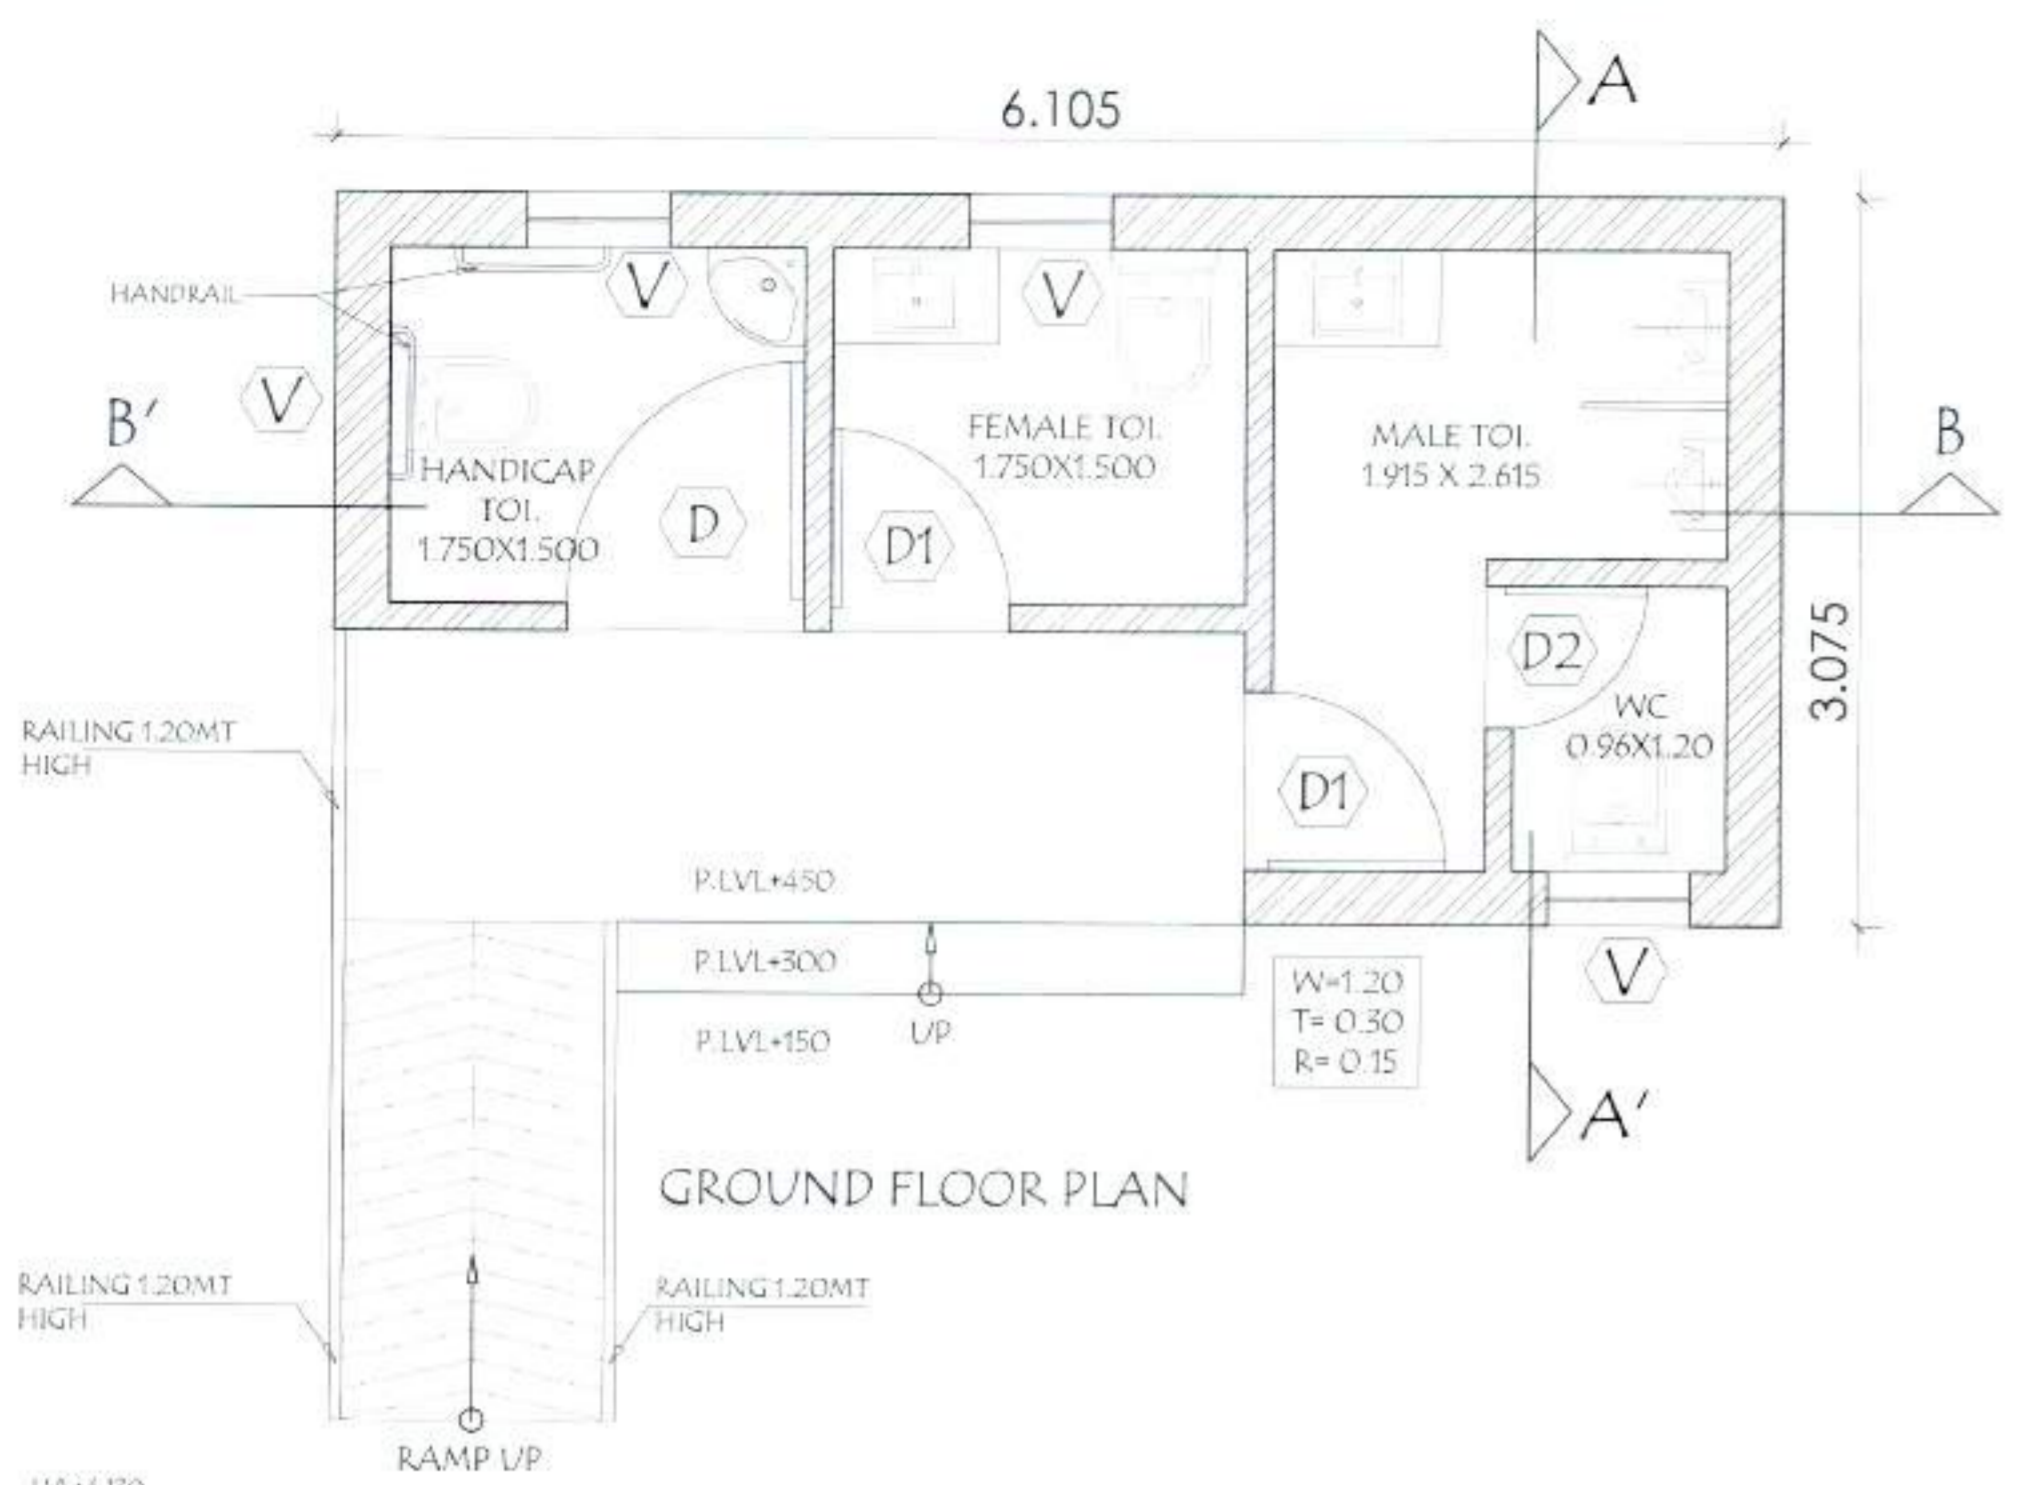 A
6.105
HANDRAIL
V
V
V
B'
B
FEMALE TOI.
1.750X1.500
MALE TOI.
1.915 X 2.615
HANDICAP
TOI.
1.750X1.500
D
D1
D2
3.075
WC
0.96X1.20
RAILING 1.20MT
HIGH
D1
P.LVL+450
P.LVL+300
P.LVL+150
UP
W=1.20
T= 0.30
R= 0.15
V
A'
GROUND FLOOR PLAN
RAILING 1.20MT
HIGH
RAILING 1.20MT
HIGH
RAMP UP